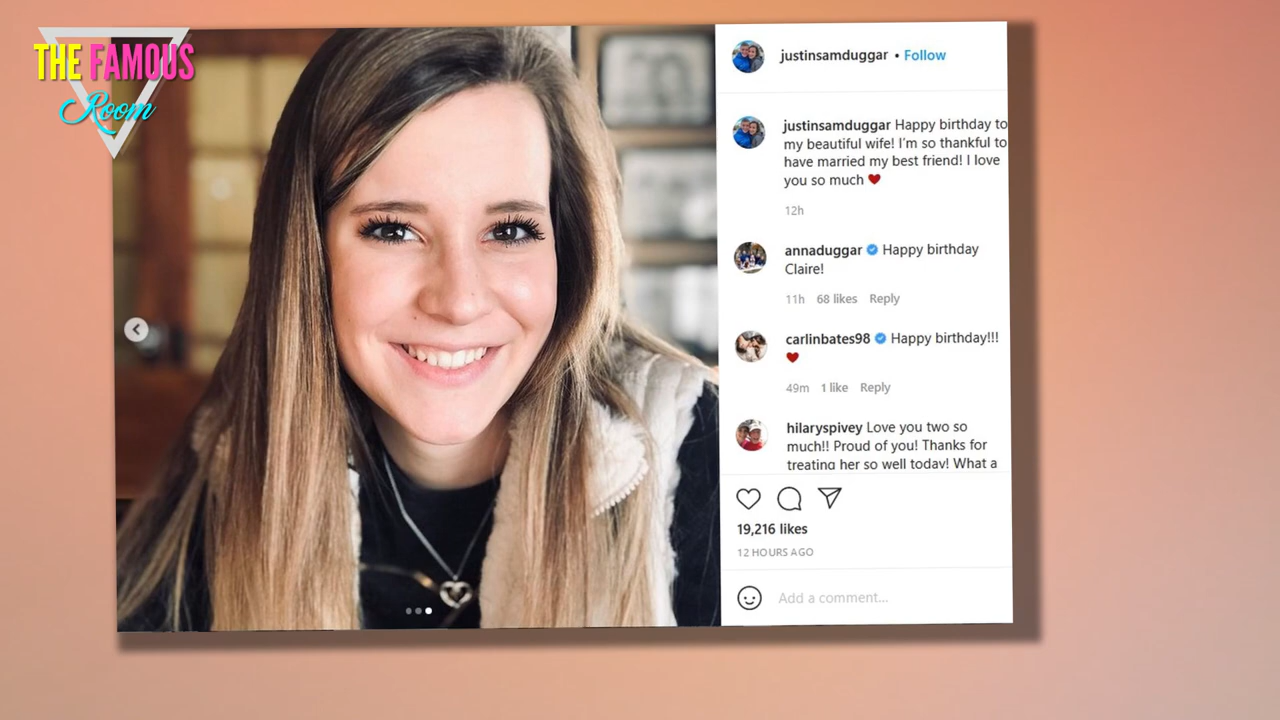 THE FAMOUS
Room
justinsamduggar • Follow
justinsamduggar Happy birthday to
my beautiful wife! I'm so thankful to
have married my best friend! I love
you so much ❤️
12h
annaduggar Happy birthday
Claire!
11h 68 likes Reply
carlinbates98 Happy birthday!!!
❤️
49m 1 like Reply
hilaryspivey Love you two so
much!! Proud of you! Thanks for
treating her so well today! What a
19,216 likes
12 HOURS AGO
Add a comment...